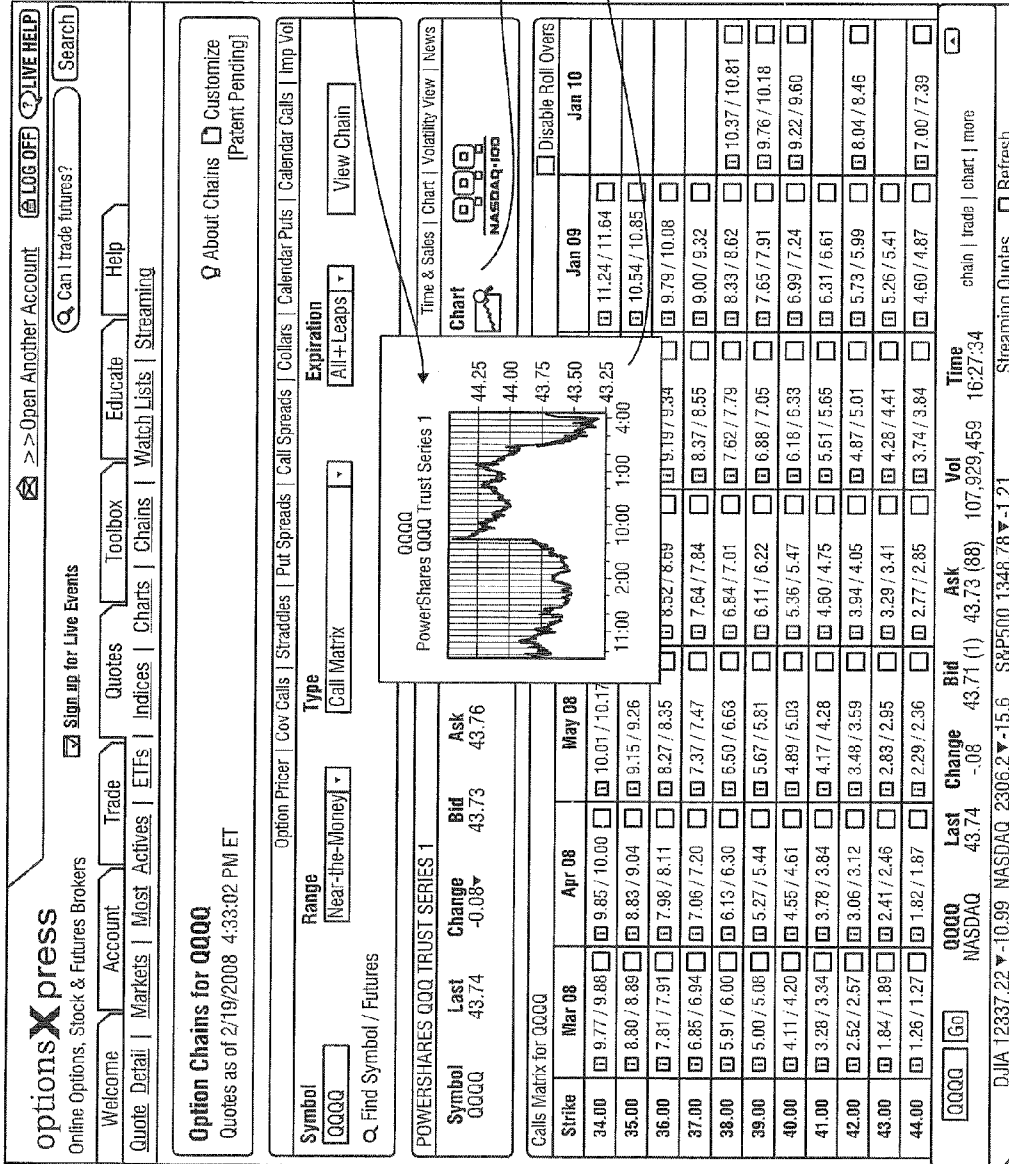 optionsXpress
Online Options, Stock & Futures Brokers
>>Open Another Account
LOG OFF
? LIVE HELP
Sign up for Live Events
Can I trade futures?
Search
Welcome Account Trade Quotes Toolbox Educate Help
Quote Detail | Markets | Most Actives | ETFs | Indices | Charts | Chains | Watch Lists | Streaming
Option Chains for QQQQ
Quotes as of 2/19/2008 4:33:02 PM ET
About Chains Customize
[Patent Pending]
Option Pricer | Cov Calls | Straddles | Put Spreads | Call Spreads | Collars | Calendar Puts | Calendar Calls | Imp Vol
Symbol Range Type Expiration
QQQQ Near-the-Money Call Matrix All+Leaps View Chain
Find Symbol / Futures
POWERSHARES QQQ TRUST SERIES 1
Time & Sales | Chart | Volatility View | News
Symbol Last Change Bid Ask Chart
QQQQ 43.74 -0.08▼ 43.73 43.76
NASDAQ-100
QQQQ
PowerShares QQQ Trust Series 1
44.25
44.00
43.75
43.50
43.25
11:00 2:00 10:00 1:00 4:00
Calls Matrix for QQQQ
Disable Roll Overs
Strike Mar 08 Apr 08 May 08 Jan 09 Jan 10
34.00 9.77 / 9.88 9.85 / 10.00 10.01 / 10.17 11.24 / 11.64
35.00 8.80 / 8.89 8.83 / 9.04 9.15 / 9.26 10.54 / 10.85
36.00 7.81 / 7.91 7.98 / 8.11 8.27 / 8.35 8.52 / 8.69 9.19 / 9.34 9.79 / 10.08
37.00 6.85 / 6.94 7.06 / 7.20 7.37 / 7.47 7.64 / 7.84 8.37 / 8.55 9.00 / 9.32
38.00 5.91 / 6.00 6.13 / 6.30 6.50 / 6.63 6.84 / 7.01 7.62 / 7.79 8.33 / 8.62 10.37 / 10.81
39.00 5.00 / 5.08 5.27 / 5.44 5.67 / 5.81 6.11 / 6.22 6.88 / 7.05 7.65 / 7.91 9.76 / 10.18
40.00 4.11 / 4.20 4.55 / 4.61 4.89 / 5.03 5.36 / 5.47 6.18 / 6.33 6.99 / 7.24 9.22 / 9.60
41.00 3.28 / 3.34 3.78 / 3.84 4.17 / 4.28 4.60 / 4.75 5.51 / 5.65 6.31 / 6.61
42.00 2.52 / 2.57 3.06 / 3.12 3.48 / 3.59 3.94 / 4.05 4.87 / 5.01 5.73 / 5.99 8.04 / 8.46
43.00 1.84 / 1.89 2.41 / 2.46 2.83 / 2.95 3.29 / 3.41 4.28 / 4.41 5.26 / 5.41
44.00 1.26 / 1.27 1.82 / 1.87 2.29 / 2.36 2.77 / 2.85 3.74 / 3.84 4.60 / 4.87 7.00 / 7.39
QQQQ Last Change Bid Ask Vol Time
QQQQ Go NASDAQ 43.74 -.08 43.71 (1) 43.73 (88) 107,929,459 16:27:34 chain | trade | chart | more
DJIA 12337.22 ▼-10.99 NASDAQ 2306.2▼-15.6 S&P500 1348.78▼-1.21 Streaming Quotes Refresh